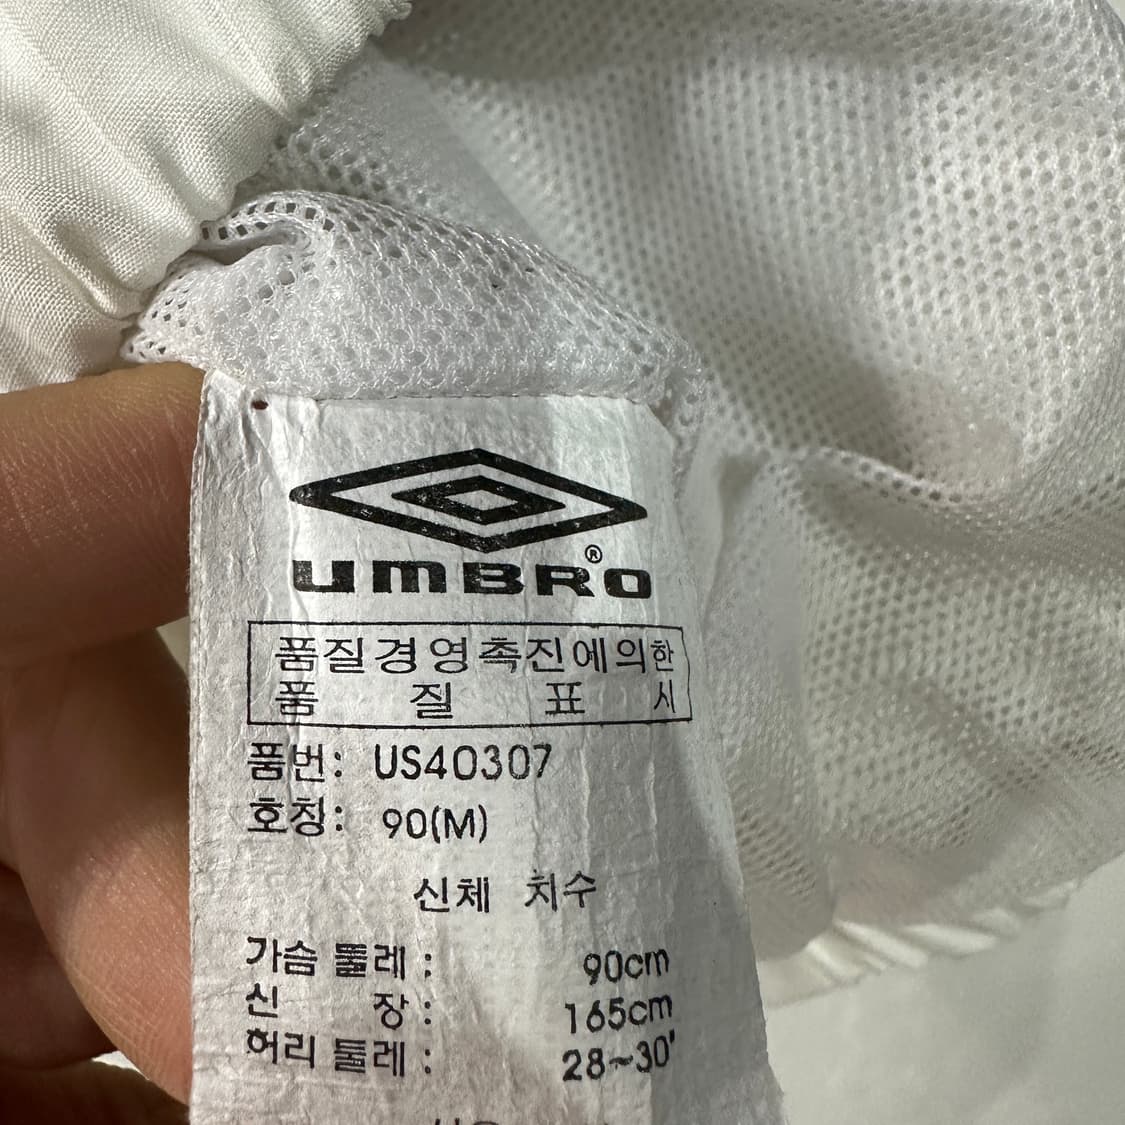 UMBRO®
품질경영촉진에의한
품 질 표 시
품번: US40307
호칭: 90(M)
신체 치수
가슴 둘레 : 90cm
신 장 : 165cm
허리 둘레 : 28~30"